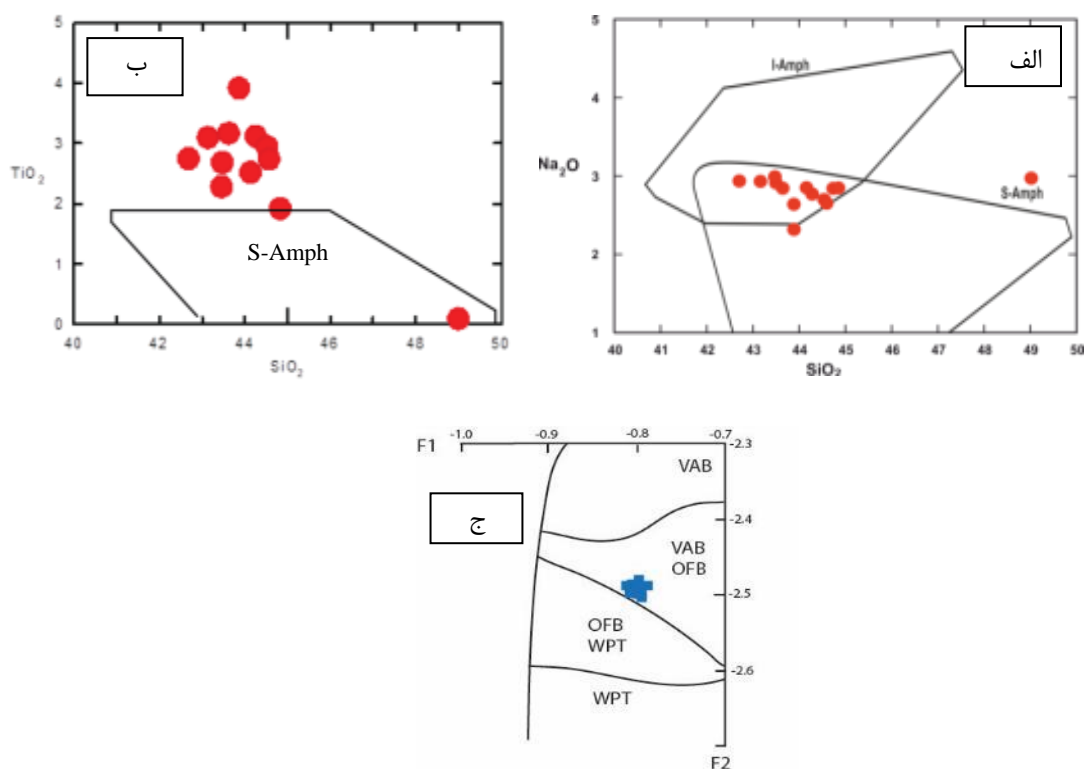 ب
TiO₂
5
4
3
2
1
0
S-Amph
40 42 44 46 48 50
SiO₂
الف
Na₂O
5
4
3
2
1
I-Amph
S-Amph
40 41 42 43 44 45 46 47 48 49 50
SiO₂
ج
F1 -1.0 -0.9 -0.8 -0.7
-2.3
-2.4
-2.5
-2.6
VAB
VAB
OFB
OFB
WPT
WPT
F2